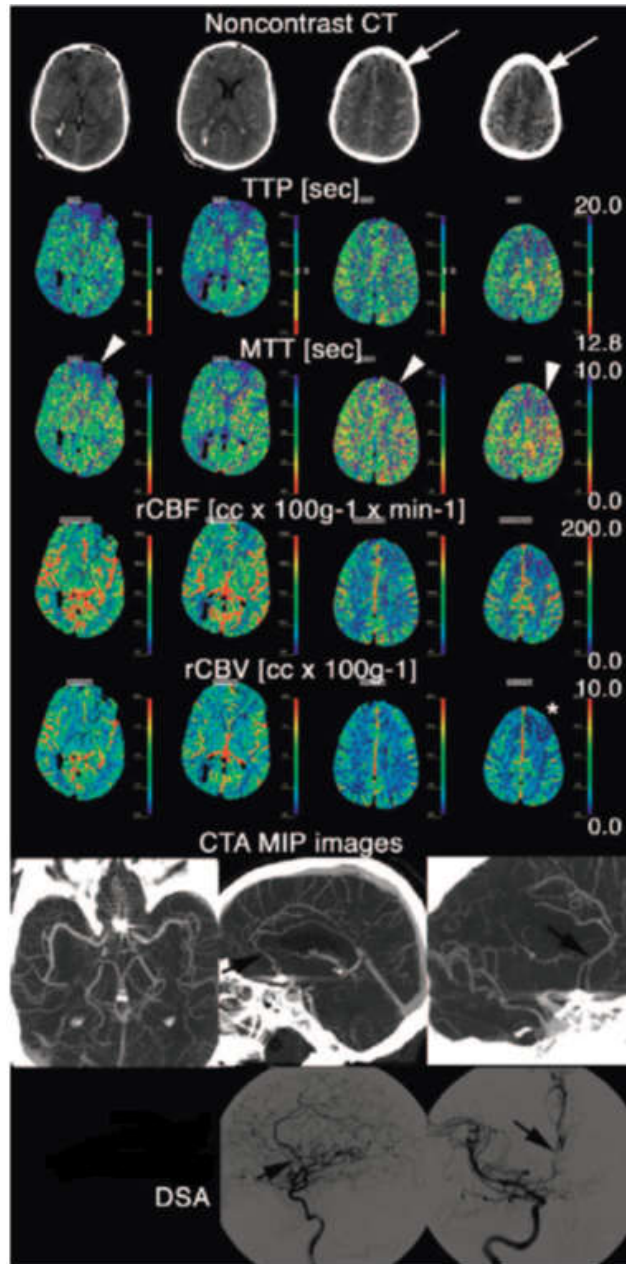 Noncontrast CT
TTP [sec]
20.0
12.8
MTT [sec]
10.0
0.0
rCBF [cc x 100g-1 x min-1]
200.0
0.0
rCBV [cc x 100g-1]
10.0
*
0.0
CTA MIP images
DSA